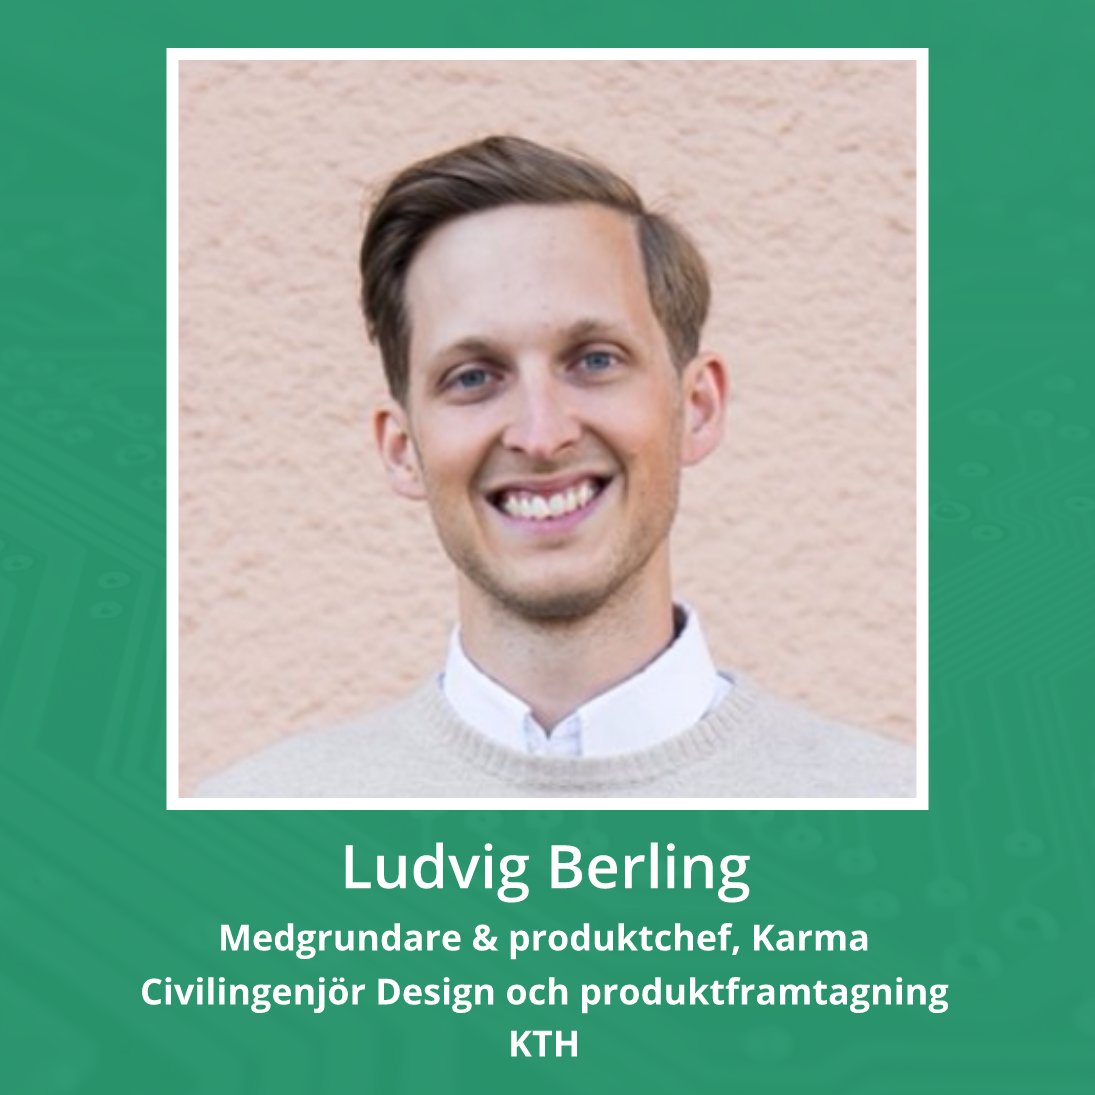 Ludvig Berling
Medgrundare & produktchef, Karma
Civilingenjör Design och produktframtagning
KTH